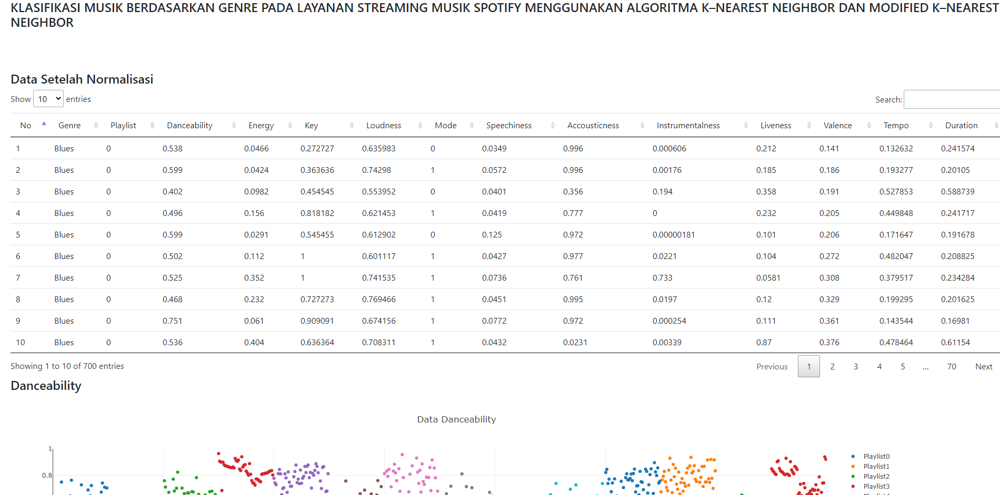 KLASIFIKASI MUSIK BERDASARKAN GENRE PADA LAYANAN STREAMING MUSIK SPOTIFY MENGGUNAKAN ALGORITMA K–NEAREST NEIGHBOR DAN MODIFIED K–NEAREST
NEIGHBOR
Data Setelah Normalisasi
Show 10 entries Search:
No Genre Playlist Danceability Energy Key Loudness Mode Speechiness Accousticness Instrumentalness Liveness Valence Tempo Duration
1 Blues 0 0.538 0.0466 0.272727 0.635983 0 0.0349 0.996 0.000606 0.212 0.141 0.132632 0.241574
2 Blues 0 0.599 0.0424 0.363636 0.74298 1 0.0572 0.996 0.00176 0.185 0.186 0.193277 0.20105
3 Blues 0 0.402 0.0982 0.454545 0.553952 0 0.0401 0.356 0.194 0.358 0.191 0.527853 0.588739
4 Blues 0 0.496 0.156 0.818182 0.621453 1 0.0419 0.777 0 0.232 0.205 0.449848 0.241717
5 Blues 0 0.599 0.0291 0.545455 0.612902 0 0.125 0.972 0.00000181 0.101 0.206 0.171647 0.191678
6 Blues 0 0.502 0.112 1 0.601117 1 0.0427 0.977 0.0221 0.104 0.272 0.482047 0.208825
7 Blues 0 0.525 0.352 1 0.741535 1 0.0736 0.761 0.733 0.0581 0.308 0.379517 0.234284
8 Blues 0 0.468 0.232 0.727273 0.769466 1 0.0451 0.995 0.0197 0.12 0.329 0.199295 0.201625
9 Blues 0 0.751 0.061 0.909091 0.674156 1 0.0772 0.972 0.000254 0.111 0.361 0.143544 0.16981
10 Blues 0 0.536 0.404 0.636364 0.708311 1 0.0432 0.0231 0.00339 0.87 0.376 0.478464 0.61154
Showing 1 to 10 of 700 entries Previous 1 2 3 4 5 ... 70 Next
Danceability
Data Danceability
1
0.8
Playlist0
Playlist1
Playlist2
Playlist3